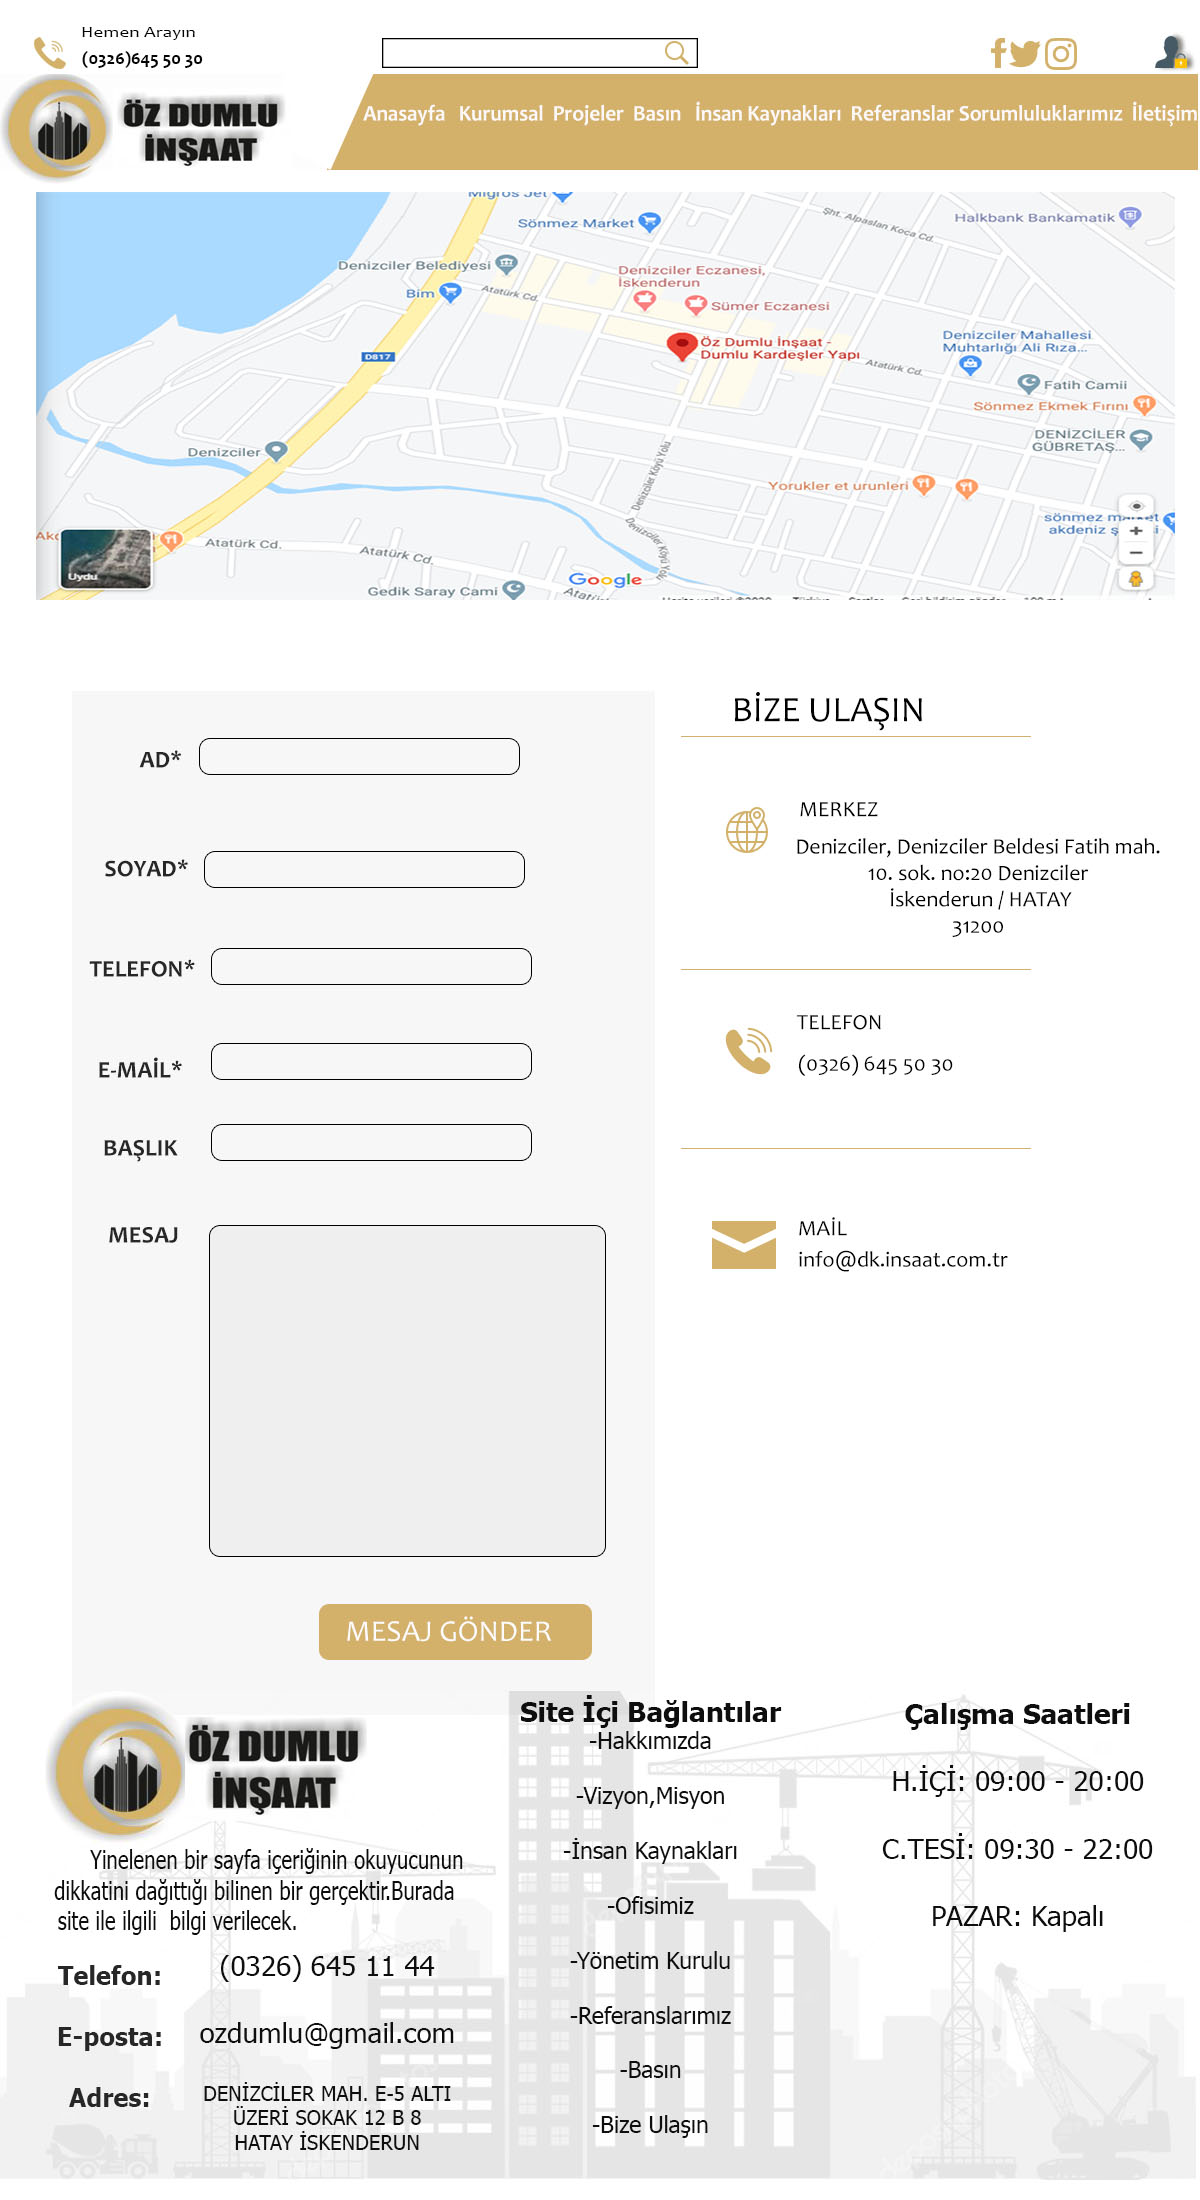 Hemen Arayın
(0326)645 50 30
ÖZ DUMLU
İNŞAAT
Anasayfa Kurumsal Projeler Basın İnsan Kaynakları Referanslar Sorumluluklarımız İletişim
Migros Jet
Sönmez Market
Şht. Alpaslan Koca Cd.
Halkbank Bankamatik
Denizciler Belediyesi
Denizciler Eczanesi,
İskenderun
Bim
Atatürk Cd.
Sümer Eczanesi
Öz Dumlu İnşaat -
Dumlu Kardeşler Yapı
Denizciler Mahallesi
Muhtarlığı Ali Rıza...
D817
Atatürk Cd.
Fatih Camii
Sönmez Ekmek Fırını
DENİZCİLER
GÜBRETAŞ...
Denizciler
Denizciler Köyü Yolu
Yorukler et urunleri
sönmez market
akdeniz ş
Denizciler Köyü Yolu
Atatürk Cd.
Atatürk Cd.
Uydu
Google
Gedik Saray Cami
Atatürk
BİZE ULAŞIN
AD*
SOYAD*
TELEFON*
E-MAİL*
BAŞLIK
MESAJ
MESAJ GÖNDER
MERKEZ
Denizciler, Denizciler Beldesi Fatih mah.
10. sok. no:20 Denizciler
İskenderun / HATAY
31200
TELEFON
(0326) 645 50 30
MAİL
info@dk.insaat.com.tr
ÖZ DUMLU
İNŞAAT
Yinelenen bir sayfa içeriğinin okuyucunun
dikkatini dağıttığı bilinen bir gerçektir.Burada
site ile ilgili bilgi verilecek.
Telefon: (0326) 645 11 44
E-posta: ozdumlu@gmail.com
Adres: DENİZCİLER MAH. E-5 ALTI
ÜZERİ SOKAK 12 B 8
HATAY İSKENDERUN
Site İçi Bağlantılar
-Hakkımızda
-Vizyon,Misyon
-İnsan Kaynakları
-Ofisimiz
-Yönetim Kurulu
-Referanslarımız
-Basın
-Bize Ulaşın
Çalışma Saatleri
H.İÇİ: 09:00 - 20:00
C.TESİ: 09:30 - 22:00
PAZAR: Kapalı